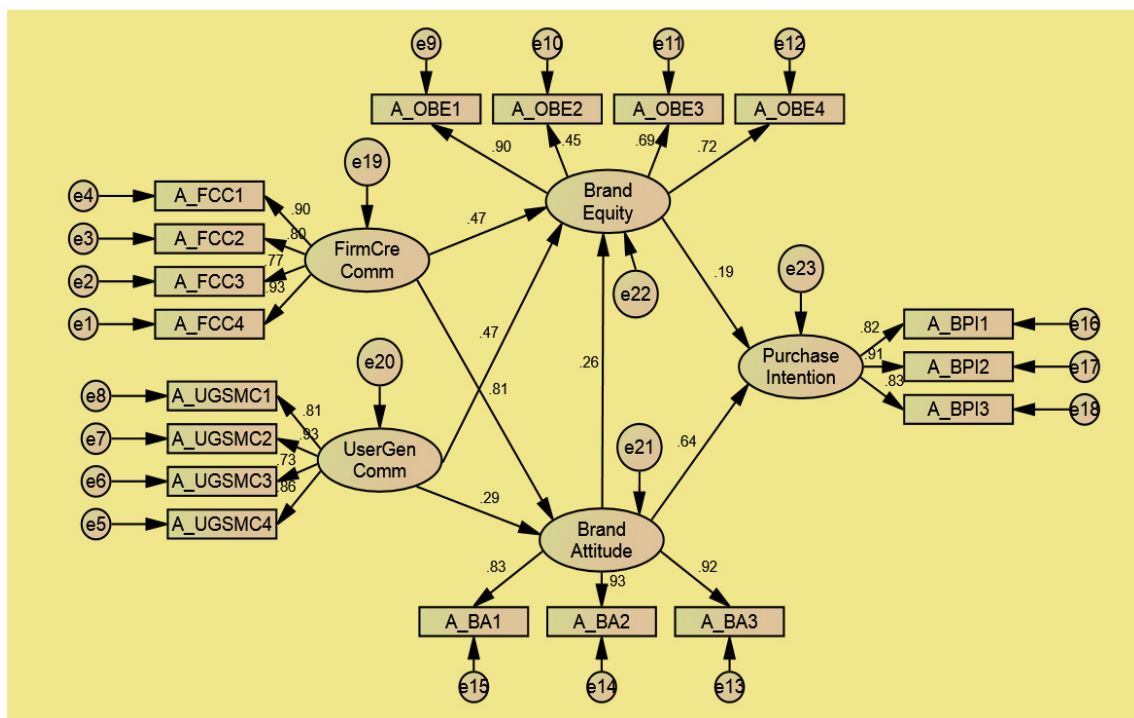 e9
e10
e11
e12
A_OBE1
A_OBE2
A_OBE3
A_OBE4
.90
.45
.69
.72
e19
e4
A_FCC1
.90
e3
A_FCC2
.80
e2
A_FCC3
.77
e1
A_FCC4
.93
FirmCre
Comm
.47
Brand
Equity
e22
.19
e23
.47
.81
.26
e20
e8
A_UGSMC1
.81
e7
A_UGSMC2
.93
e6
A_UGSMC3
.73
e5
A_UGSMC4
.86
UserGen
Comm
.29
Purchase
Intention
.82
A_BPI1
e16
.91
A_BPI2
e17
.83
A_BPI3
e18
.64
e21
Brand
Attitude
.83
.93
.92
A_BA1
A_BA2
A_BA3
e15
e14
e13